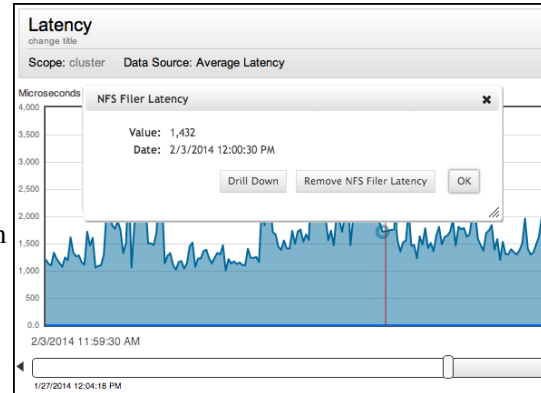 Latency
change title
Scope: cluster Data Source: Average Latency
Microseconds
NFS Filer Latency
Value: 1,432
Date: 2/3/2014 12:00:30 PM
Drill Down Remove NFS Filer Latency OK
4,000
3,500
3,000
2,500
2,000
1,500
1,000
500
0.0
2/3/2014 11:59:30 AM
1/27/2014 12:04:18 PM